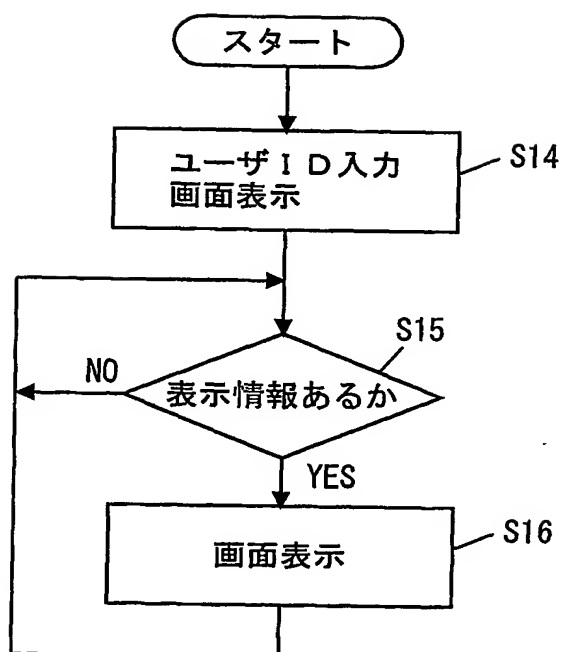 スタート
ユーザID入力
画面表示
S14
S15
NO
表示情報あるか
YES
画面表示
S16